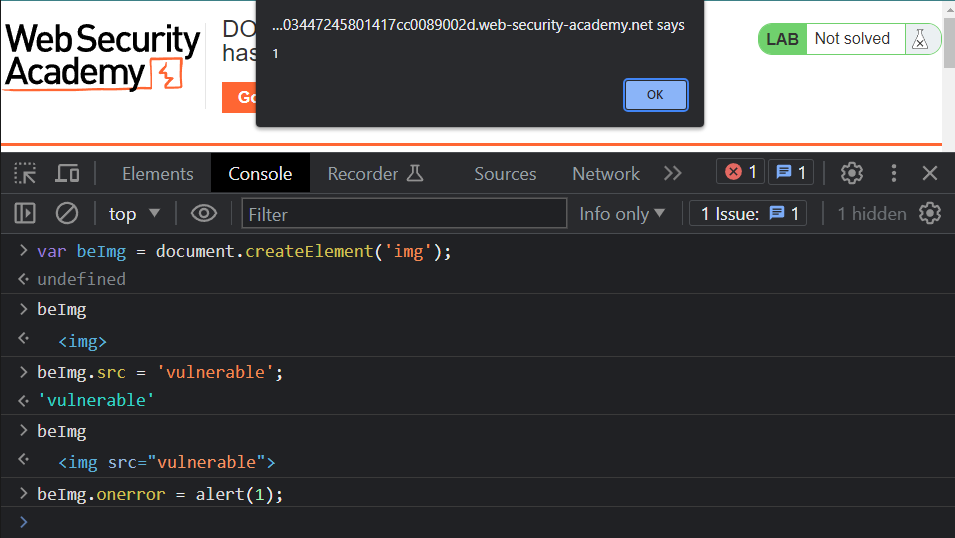 ...03447245801417cc0089002d.web-security-academy.net says
1
OK
Web Security
Academy
DO
has
Go
LAB
Not solved
Elements
Console
Recorder
Sources
Network
1
1
top
Filter
Info only
1 Issue:
1
1 hidden
var beImg = document.createElement('img');
undefined
beImg
<img>
beImg.src = 'vulnerable';
'vulnerable'
beImg
<img src="vulnerable">
beImg.onerror = alert(1);